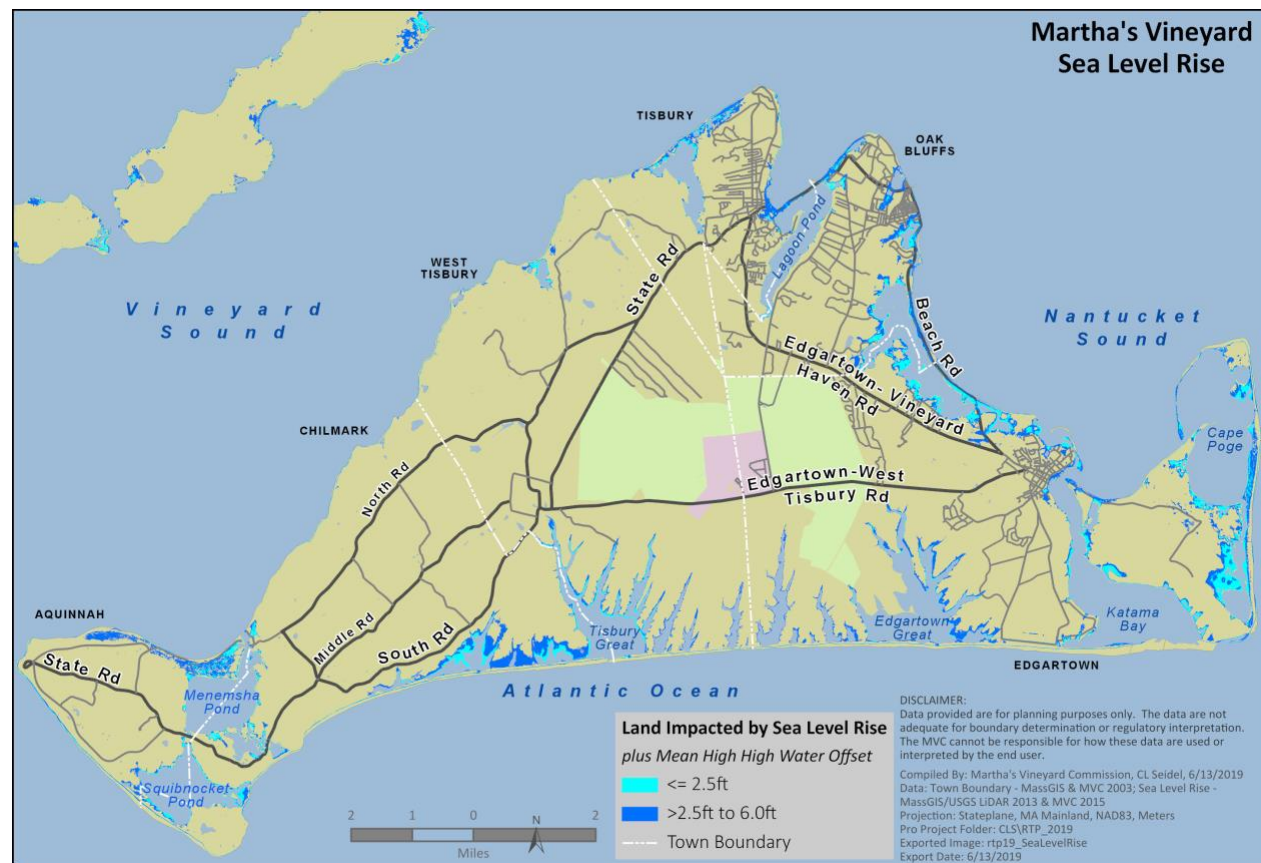 Martha's Vineyard
Sea Level Rise
TISBURY
OAK
BLUFFS
Lagoon Pond
WEST
TISBURY
State Rd
Vineyard
Sound
Nantucket
Sound
Beach Rd
Edgartown- Vineyard
Haven Rd
CHILMARK
North Rd
Cape
Poge
Edgartown-West
Tisbury Rd
AQUINNAH
Middle Rd
South Rd
Tisbury
Great
Edgartown
Great
Katama
Bay
State Rd
Menemsha
Pond
EDGARTOWN
Atlantic Ocean
Squibnocket
Pond
Land Impacted by Sea Level Rise
plus Mean High High Water Offset
<= 2.5ft
>2.5ft to 6.0ft
Town Boundary
2 1 0 2
Miles
N
DISCLAIMER:
Data provided are for planning purposes only. The data are not
adequate for boundary determination or regulatory interpretation.
The MVC cannot be responsible for how these data are used or
interpreted by the end user.
Compiled By: Martha's Vineyard Commission, CL Seidel, 6/13/2019
Data: Town Boundary - MassGIS & MVC 2003; Sea Level Rise -
MassGIS/USGS LiDAR 2013 & MVC 2015
Projection: Stateplane, MA Mainland, NAD83, Meters
Pro Project Folder: CLS\RTP_2019
Exported Image: rtp19_SeaLevelRise
Export Date: 6/13/2019